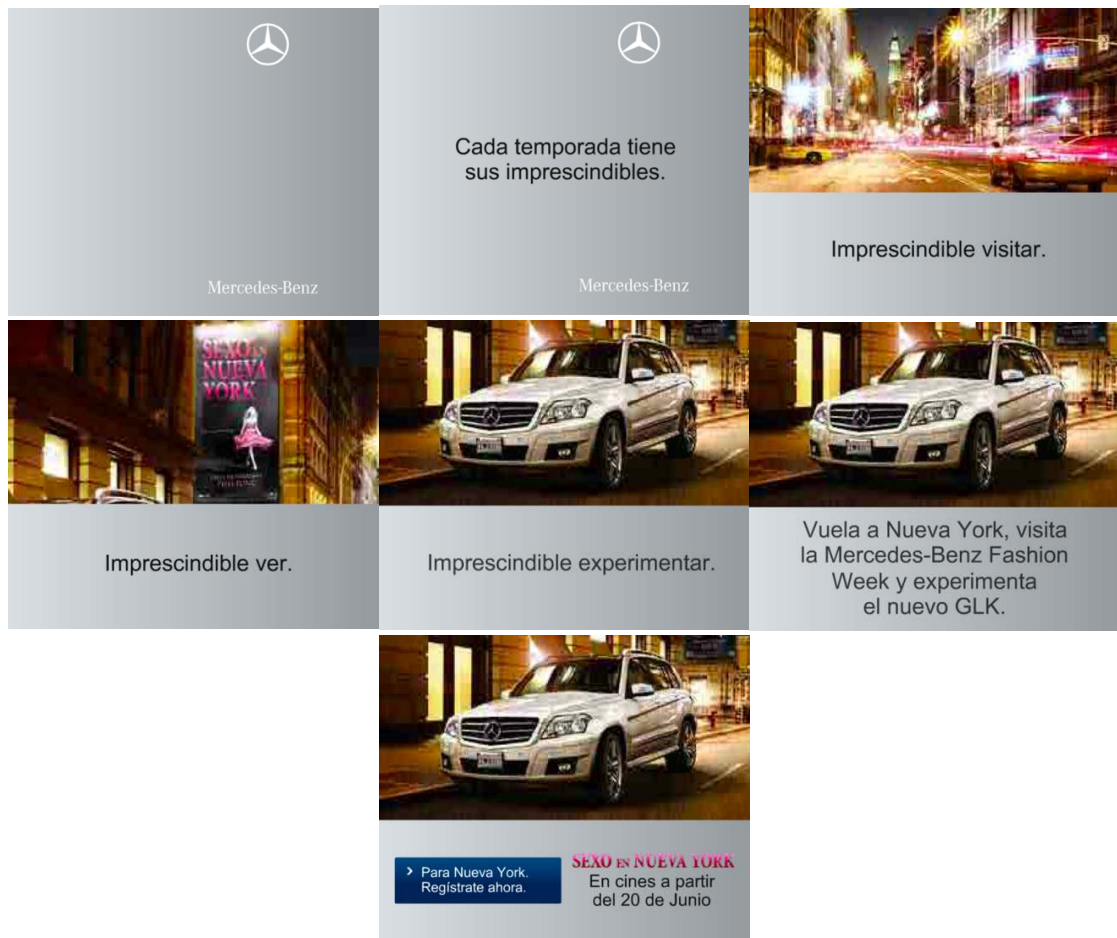 Mercedes-Benz
Cada temporada tiene
sus imprescindibles.
Mercedes-Benz
Imprescindible visitar.
SEXO EN
NUEVA
YORK
Imprescindible ver.
Imprescindible experimentar.
Vuela a Nueva York, visita
la Mercedes-Benz Fashion
Week y experimenta
el nuevo GLK.
> Para Nueva York.
Regístrate ahora.
SEXO EN NUEVA YORK
En cines a partir
del 20 de Junio